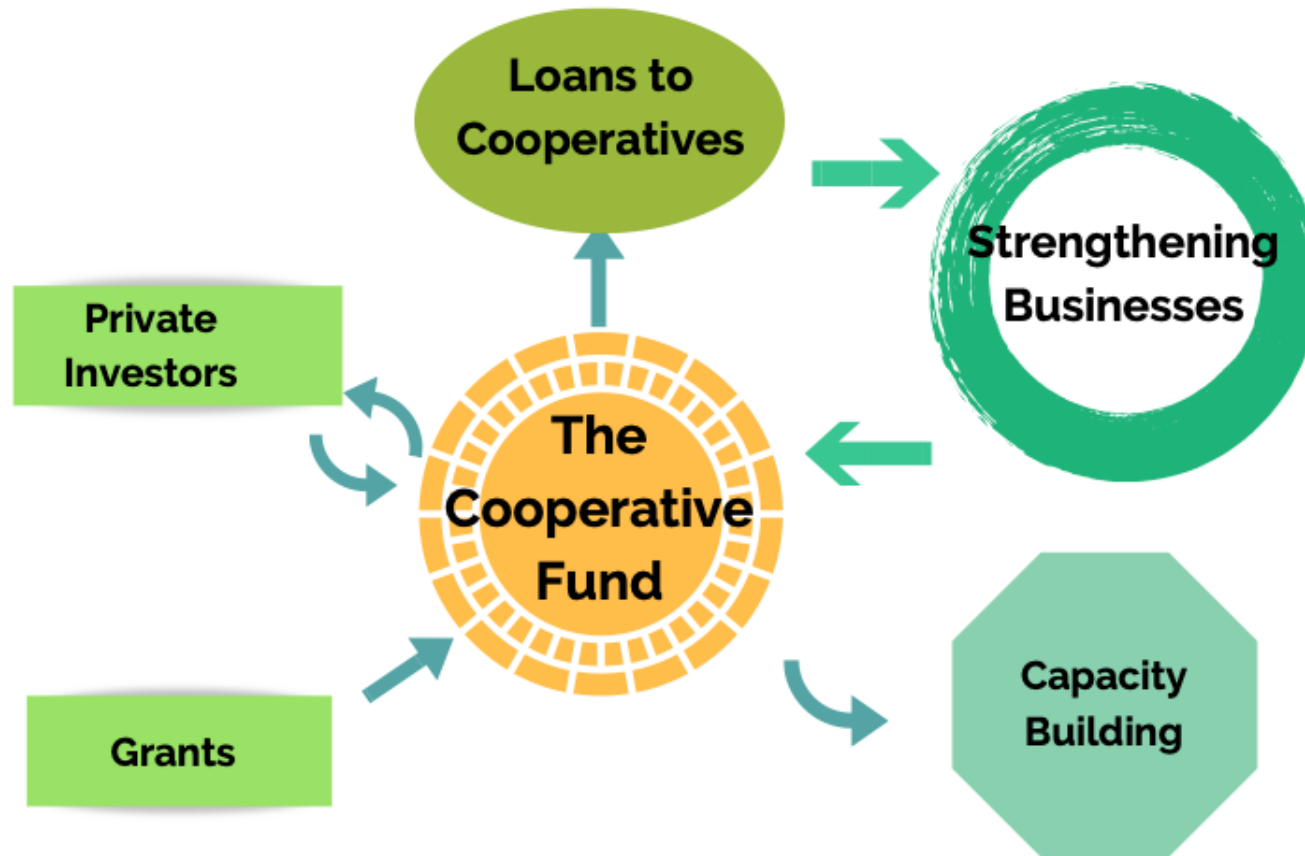 Loans to
Cooperatives
Strengthening
Businesses
Private
Investors
The
Cooperative
Fund
Capacity
Building
Grants